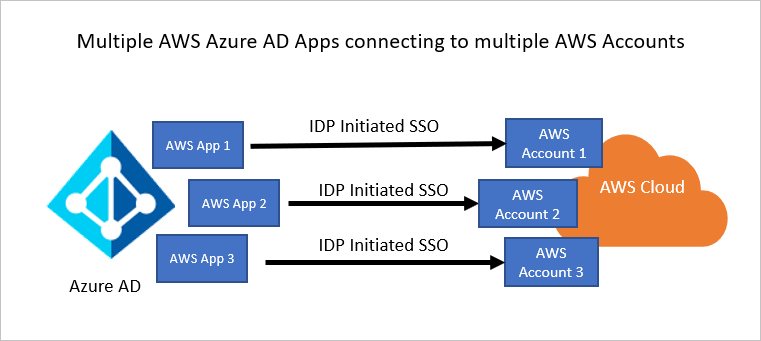 Multiple AWS Azure AD Apps connecting to multiple AWS Accounts
AWS App 1
IDP Initiated SSO
AWS
Account 1
AWS App 2
IDP Initiated SSO
AWS
Account 2
AWS Cloud
AWS App 3
IDP Initiated SSO
AWS
Account 3
Azure AD